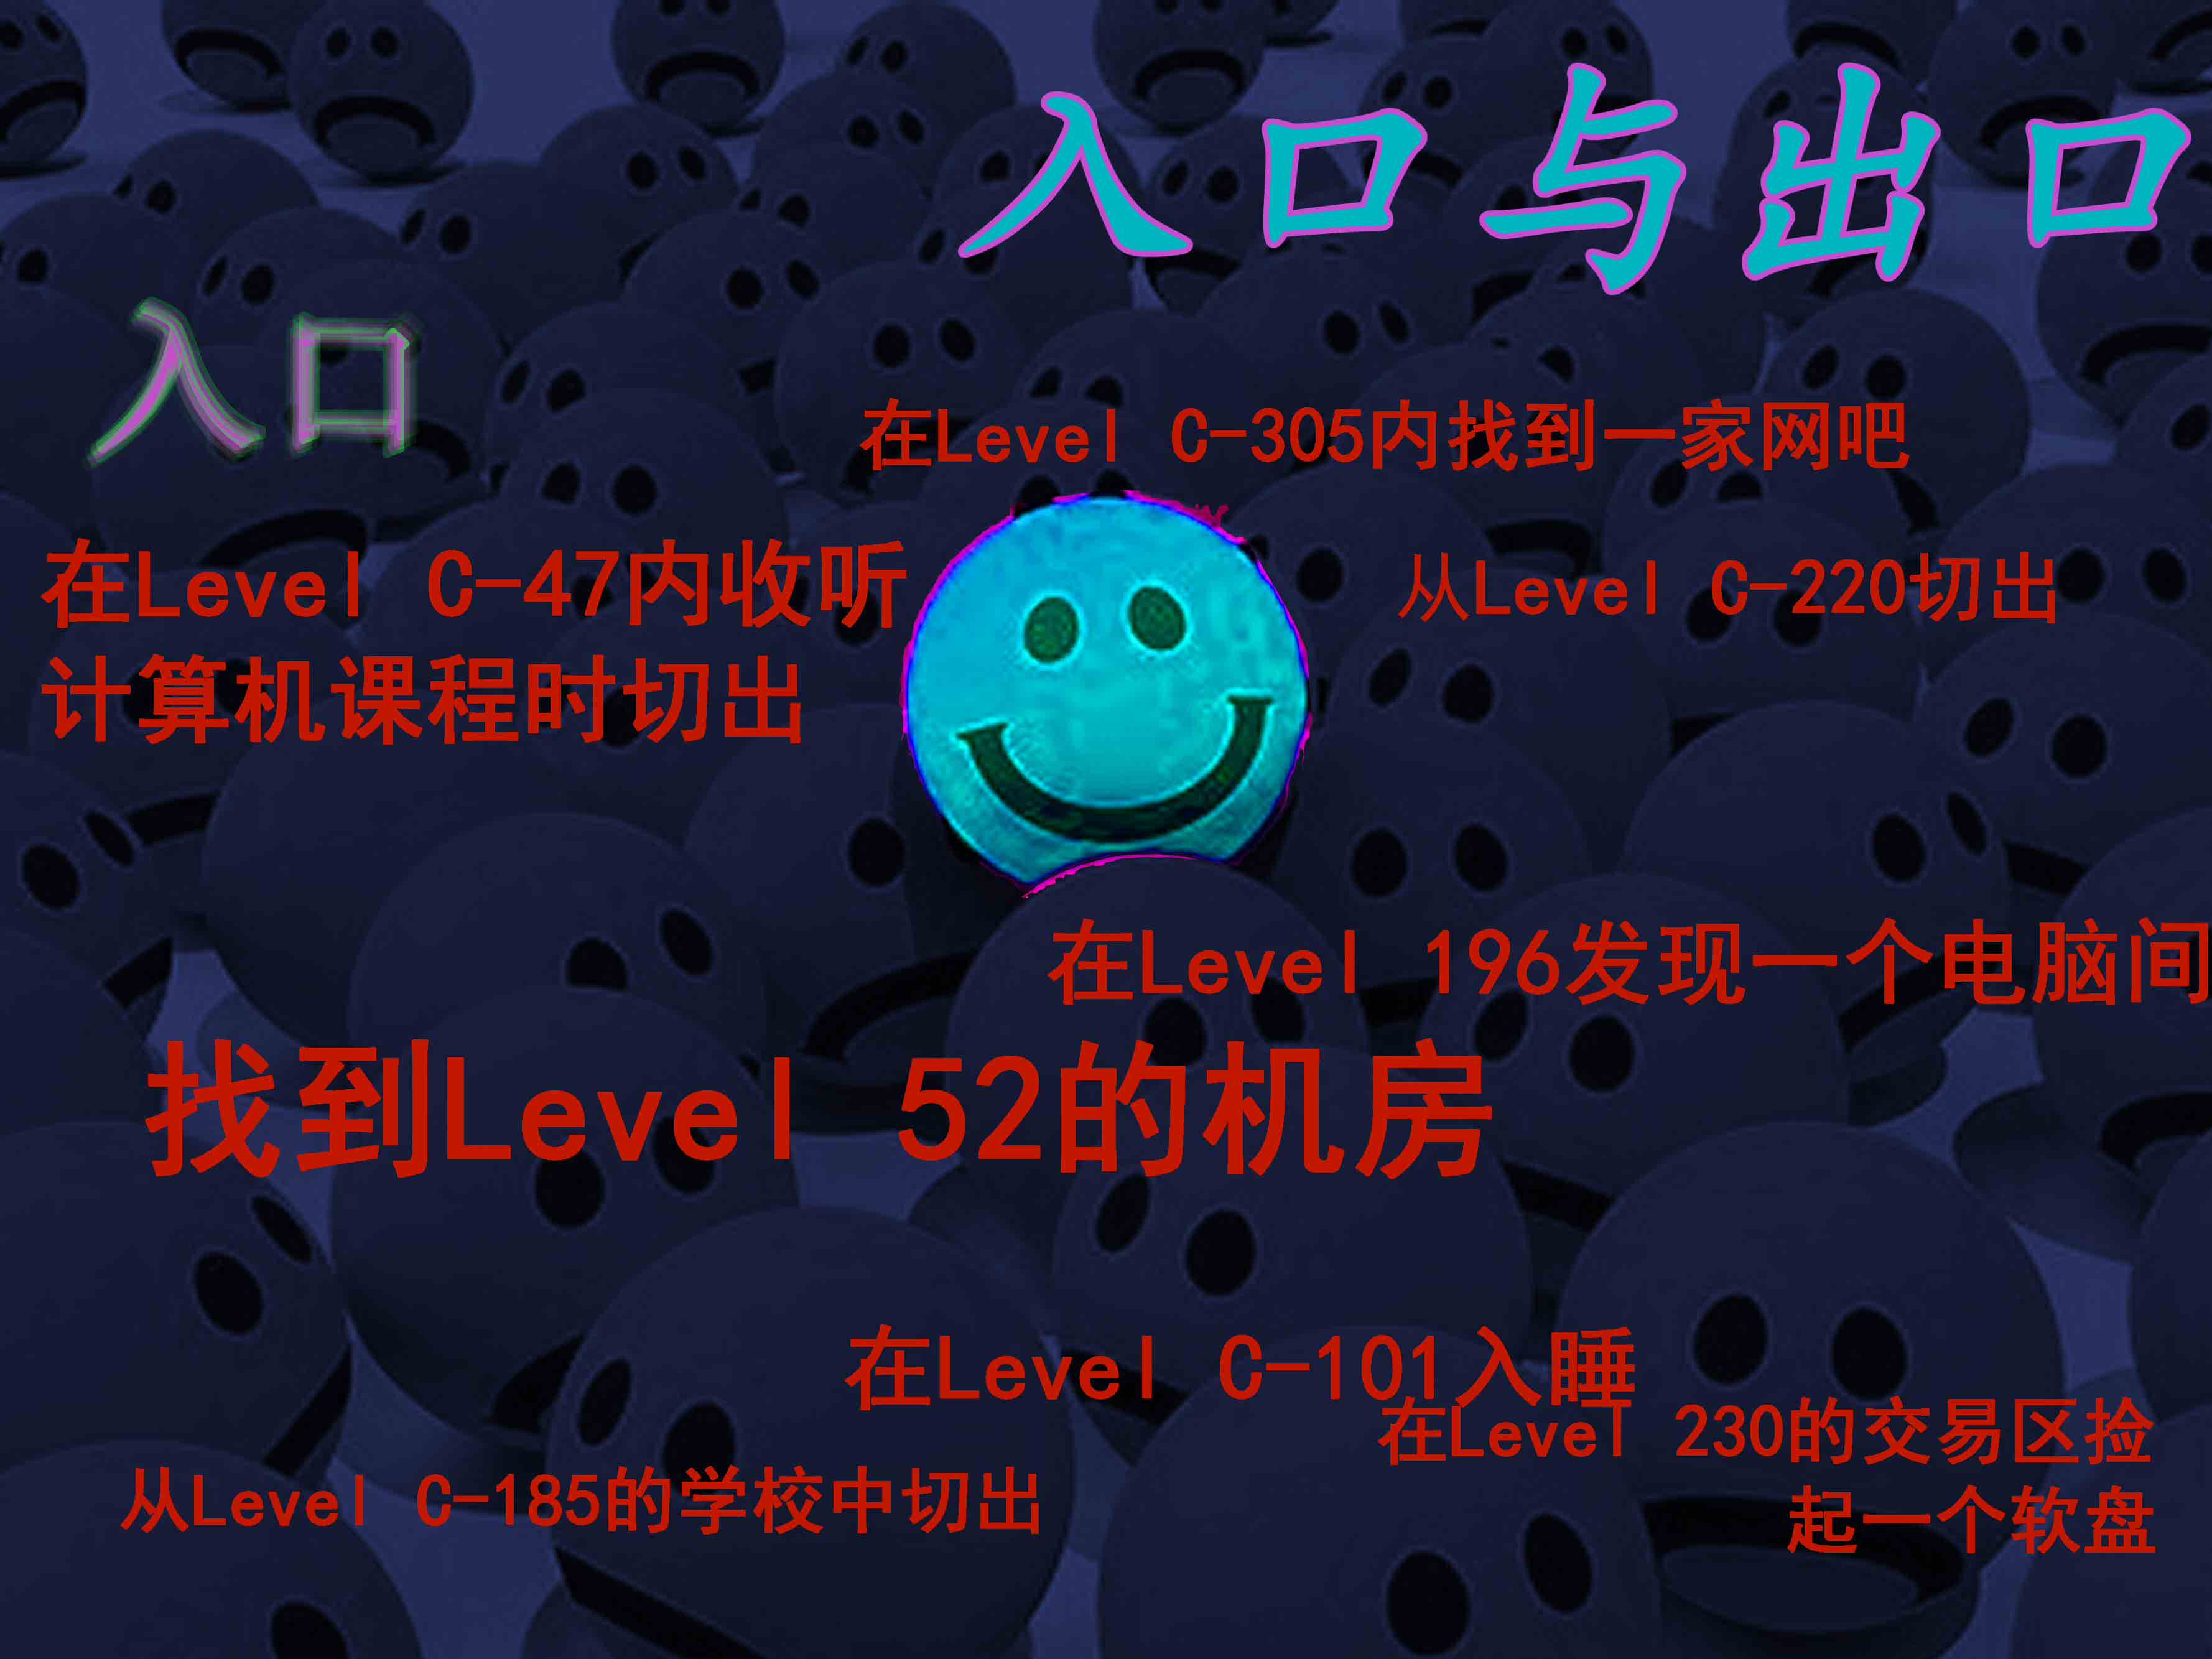 入口与出口
入口
在Level C-305内找到一家网吧
在Level C-47内收听
计算机课程时切出
从Level C-220切出
在Level 196发现一个电脑间
找到Level 52的机房
在Level C-101入睡
在Level 230的交易区捡
起一个软盘
从Level C-185的学校中切出